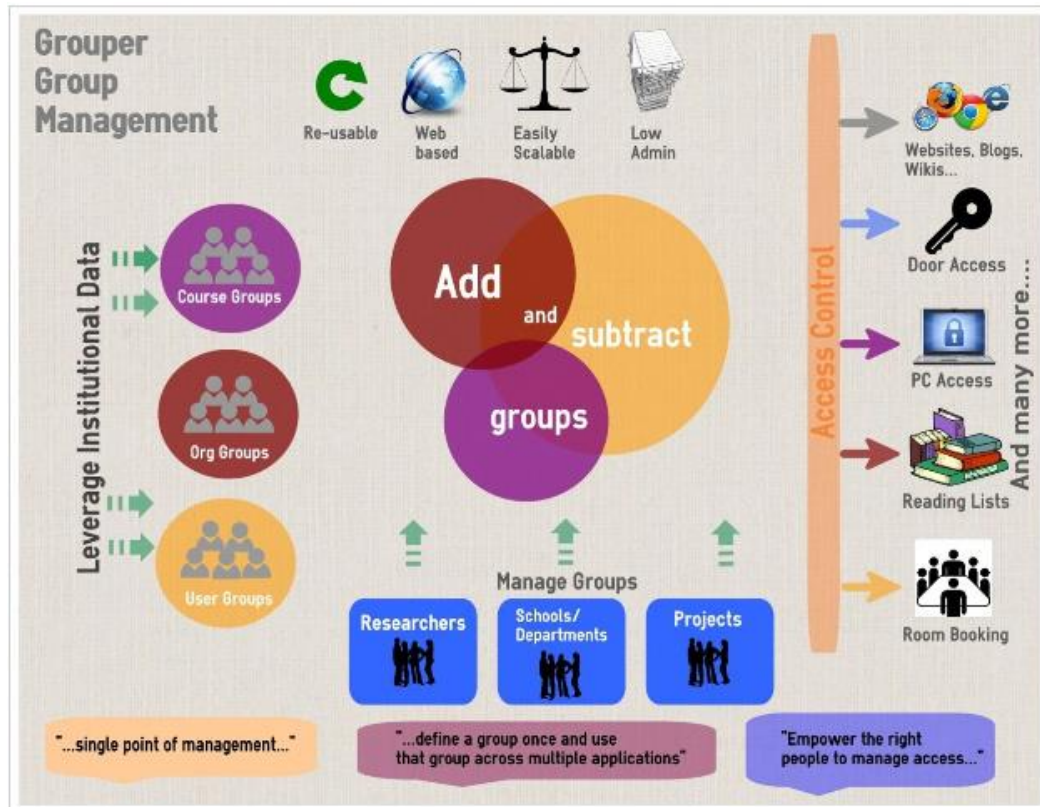 Grouper
Group
Management
Re-usable
Web
based
Easily
Scalable
Low
Admin
Leverage Institutional Data
Course Groups
Org Groups
User Groups
Add
and
subtract
groups
Manage Groups
Researchers
Schools/
Departments
Projects
Access Control
Websites, Blogs,
Wikis...
Door Access
PC Access
Reading Lists
Room Booking
And many more....
"...single point of management..."
"...define a group once and use
that group across multiple applications"
"Empower the right
people to manage access..."